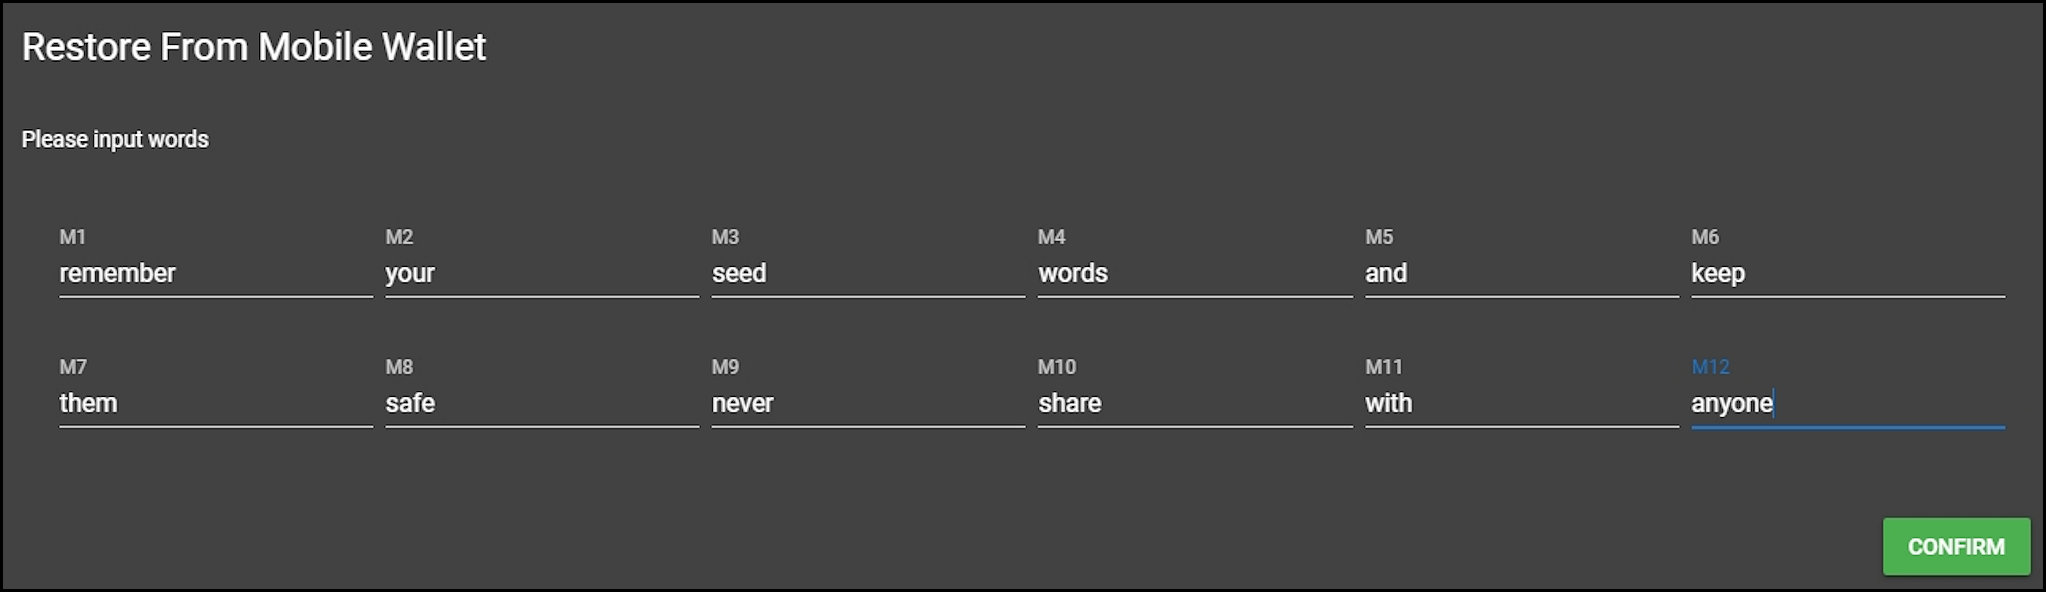 Restore From Mobile Wallet
Please input words
M1 M2 M3 M4 M5 M6
remember your seed words and keep
M7 M8 M9 M10 M11 M12
them safe never share with anyone
CONFIRM